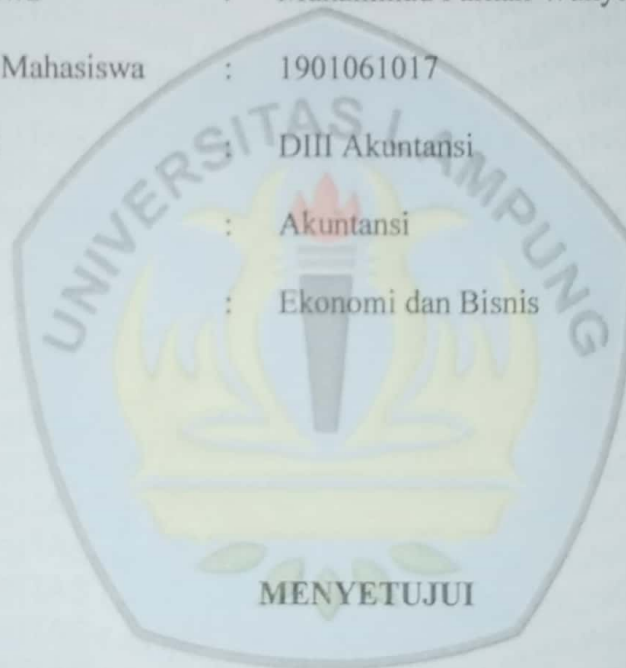 Mahasiswa : 1901061017
: DIII Akuntansi
: Akuntansi
: Ekonomi dan Bisnis
UNIVERSITAS LAMPUNG
MENYETUJUI